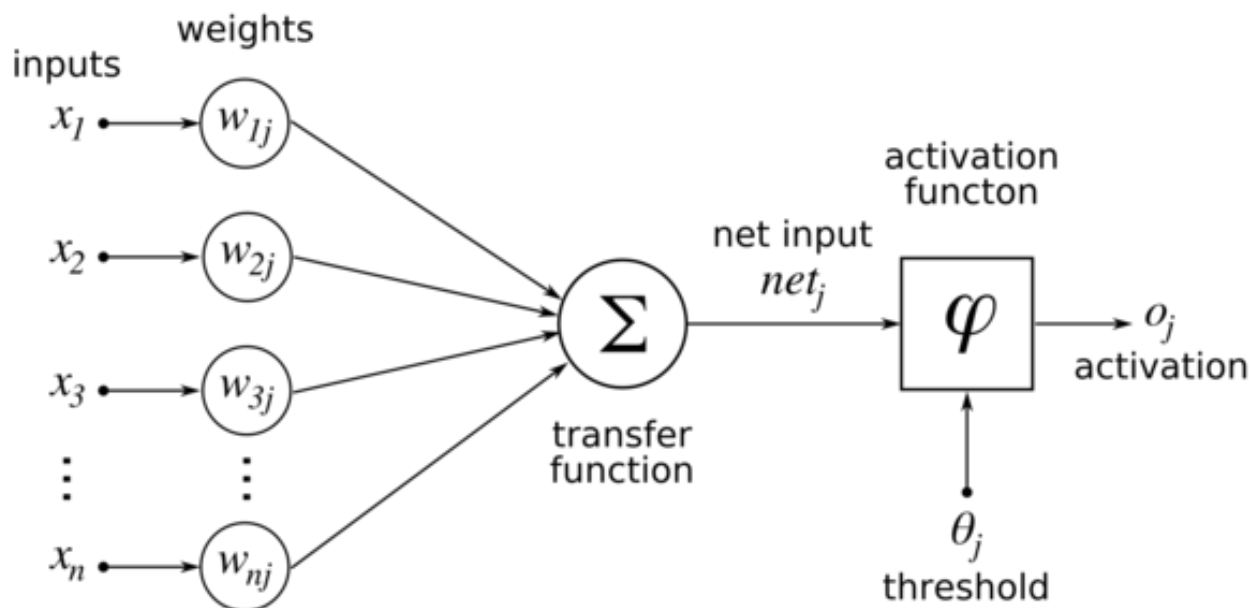 weights
inputs
x1
w1j
x2
w2j
x3
w3j
⋮ ⋮
xn
wnj
Σ
transfer
function
net input
netj
activation
functon
φ
oj
activation
θj
threshold